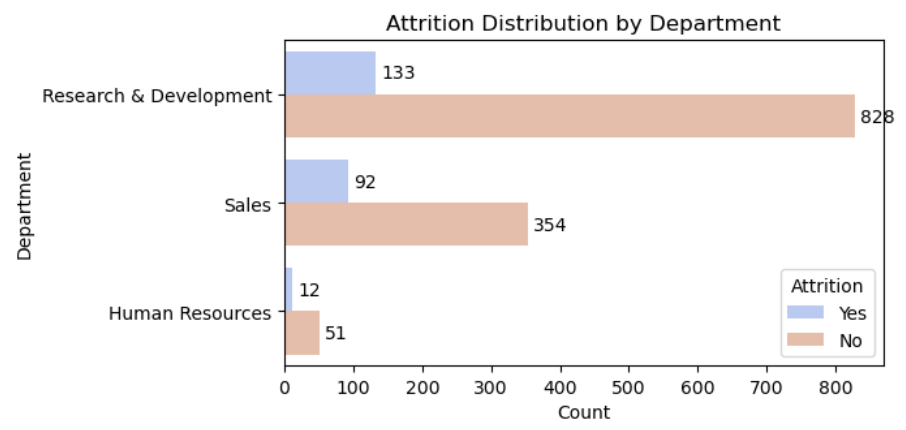 Attrition Distribution by Department
Research & Development
133
828
Sales
92
354
Human Resources
12
51
Department
Attrition
Yes
No
0 100 200 300 400 500 600 700 800
Count